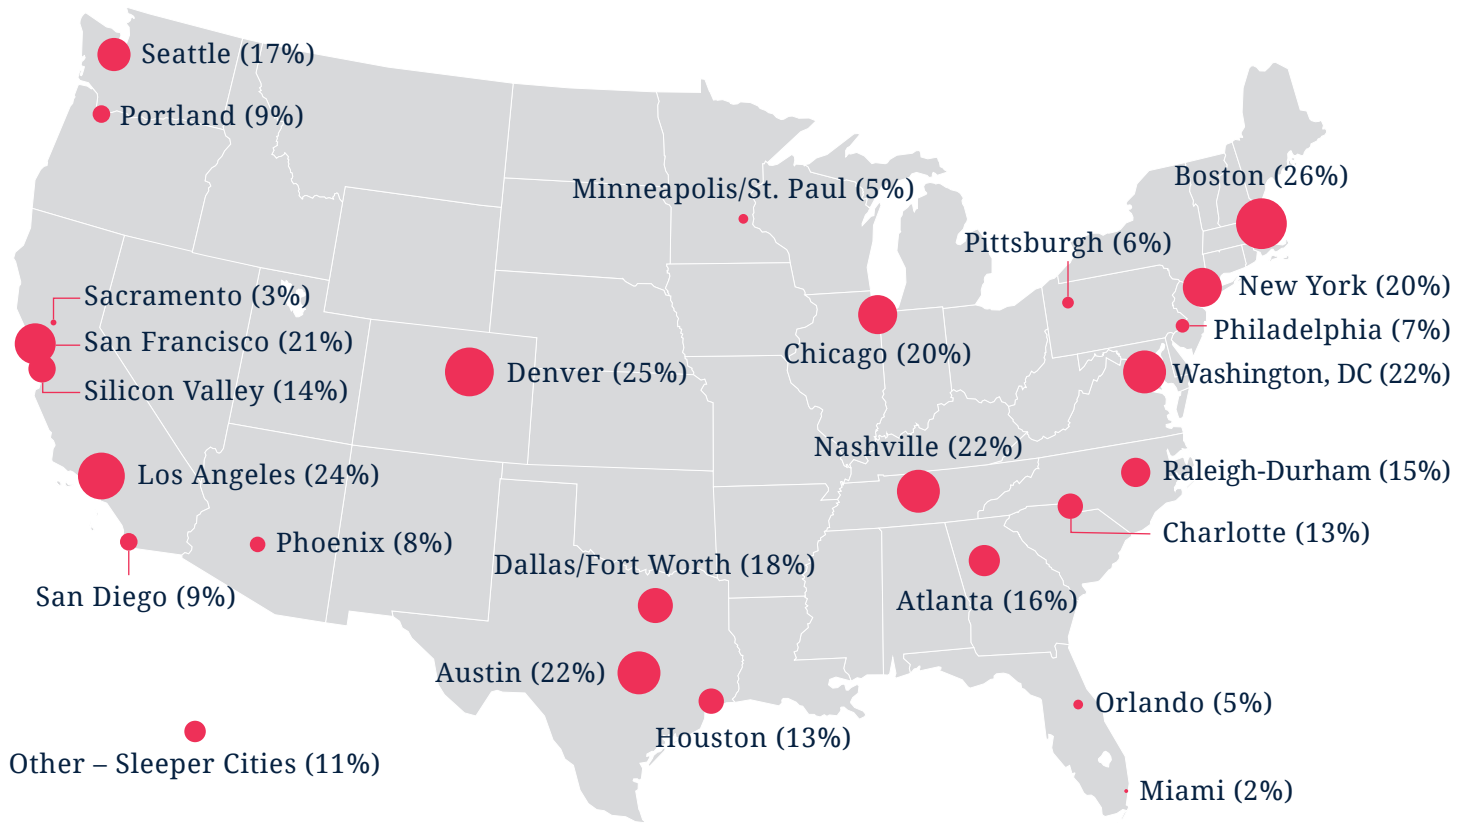 Seattle (17%)
Portland (9%)
Boston (26%)
Minneapolis/St. Paul (5%)
Pittsburgh (6%)
New York (20%)
Sacramento (3%)
Philadelphia (7%)
San Francisco (21%)
Chicago (20%)
Denver (25%)
Washington, DC (22%)
Silicon Valley (14%)
Nashville (22%)
Los Angeles (24%)
Raleigh-Durham (15%)
Charlotte (13%)
Phoenix (8%)
Dallas/Fort Worth (18%)
San Diego (9%)
Atlanta (16%)
Austin (22%)
Orlando (5%)
Houston (13%)
Other – Sleeper Cities (11%)
Miami (2%)